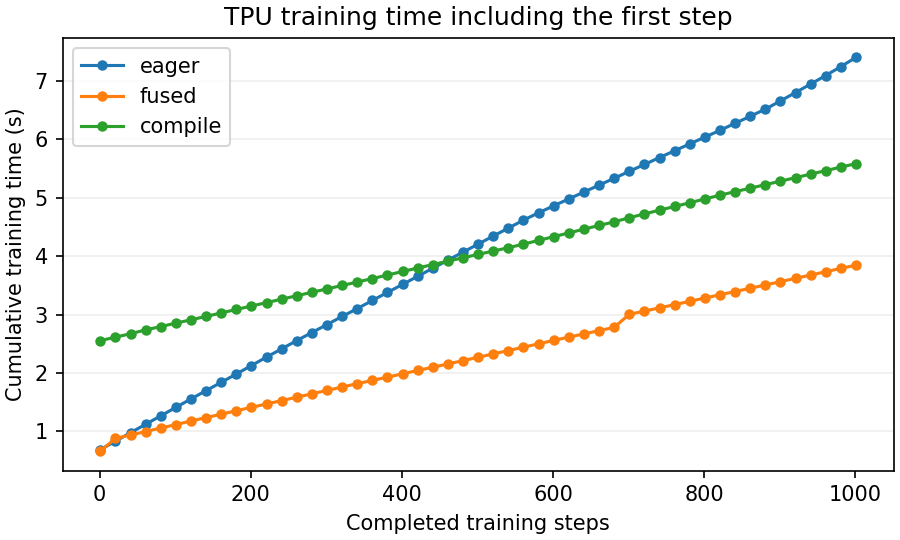 TPU training time including the first step
eager
fused
compile
Cumulative training time (s)
7
6
5
4
3
2
1
0 200 400 600 800 1000
Completed training steps